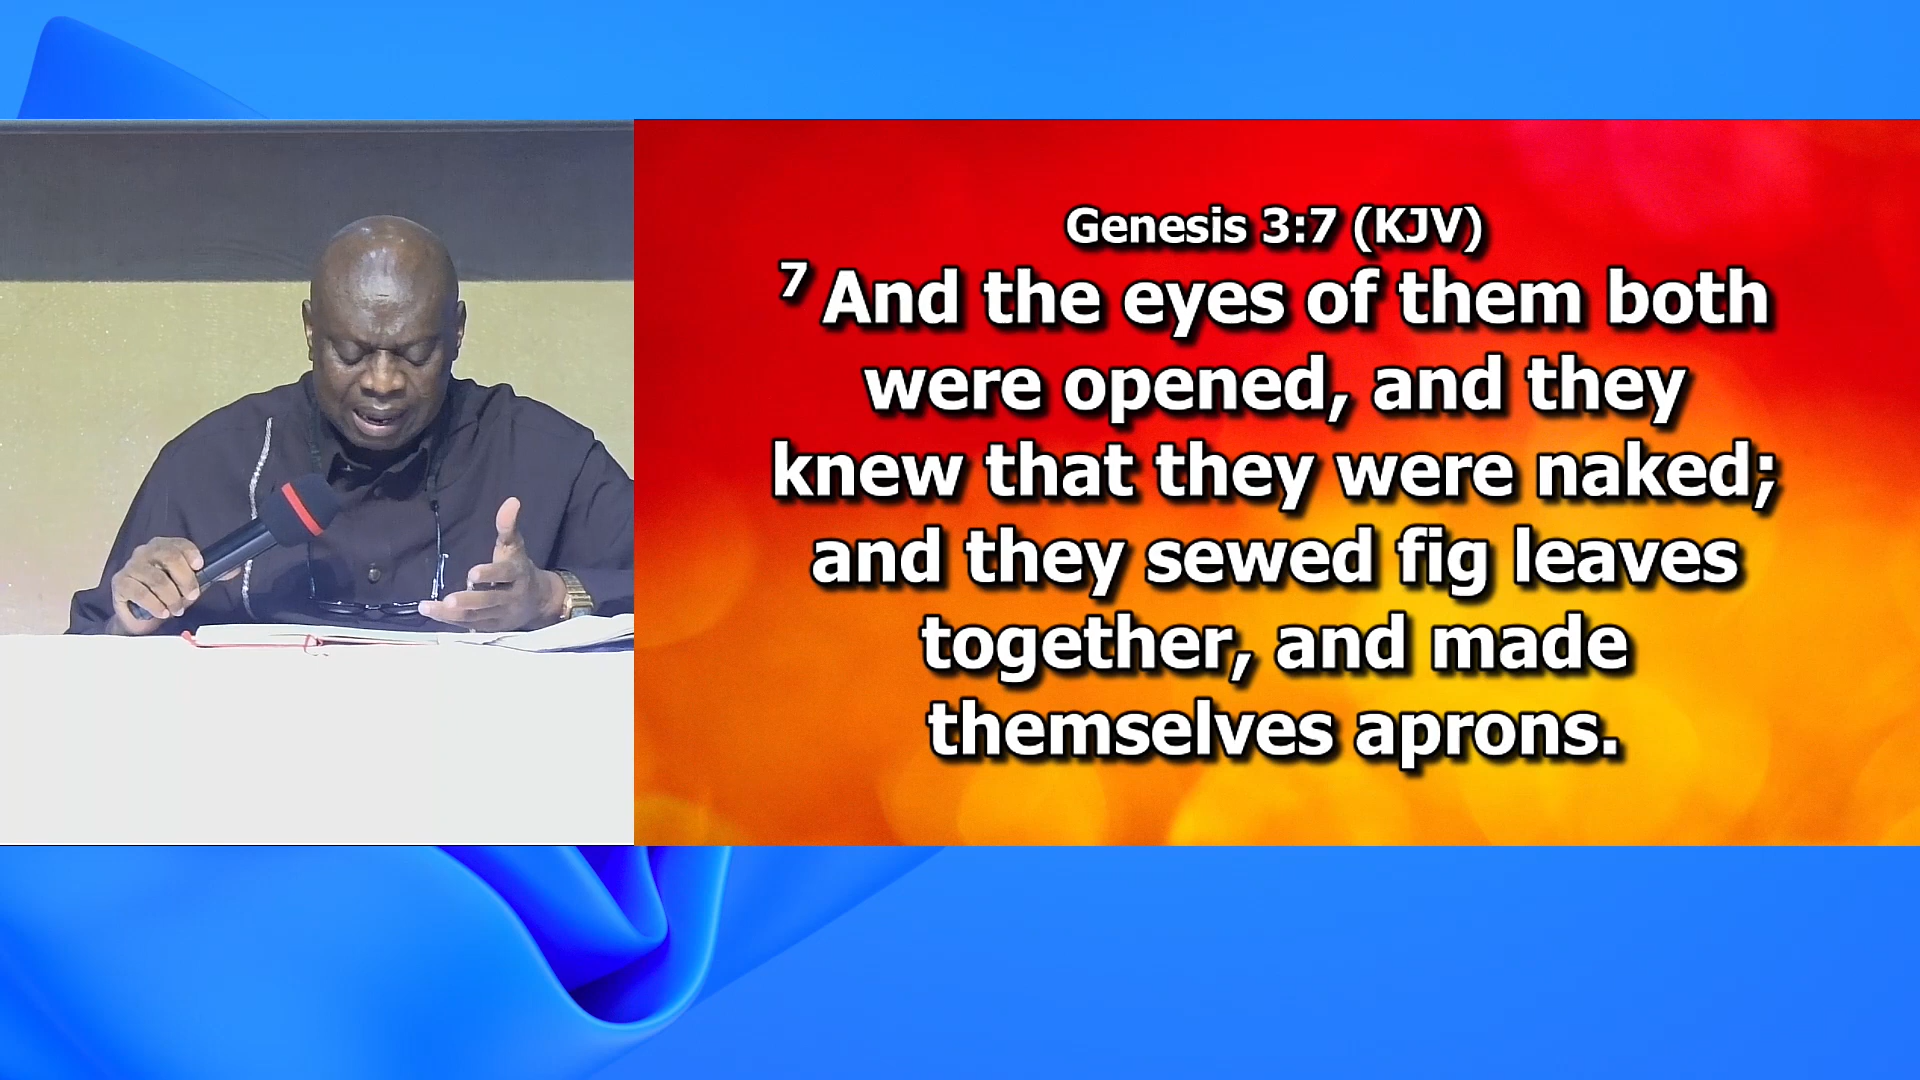 Genesis 3:7 (KJV)
7 And the eyes of them both
were opened, and they
knew that they were naked;
and they sewed fig leaves
together, and made
themselves aprons.